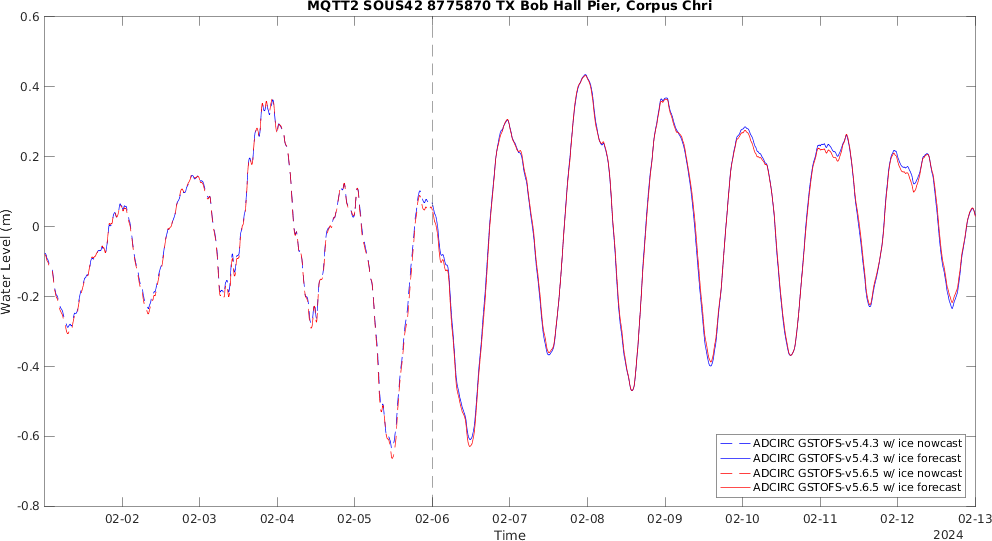 MQTT2 SOUS42 8775870 TX Bob Hall Pier, Corpus Chri
0.6
0.4
0.2
0
-0.2
-0.4
-0.6
-0.8
Water Level (m)
ADCIRC GSTOFS-v5.4.3 w/ ice nowcast
ADCIRC GSTOFS-v5.4.3 w/ ice forecast
ADCIRC GSTOFS-v5.6.5 w/ ice nowcast
ADCIRC GSTOFS-v5.6.5 w/ ice forecast
02-02 02-03 02-04 02-05 02-06 02-07 02-08 02-09 02-10 02-11 02-12 02-13
Time
2024